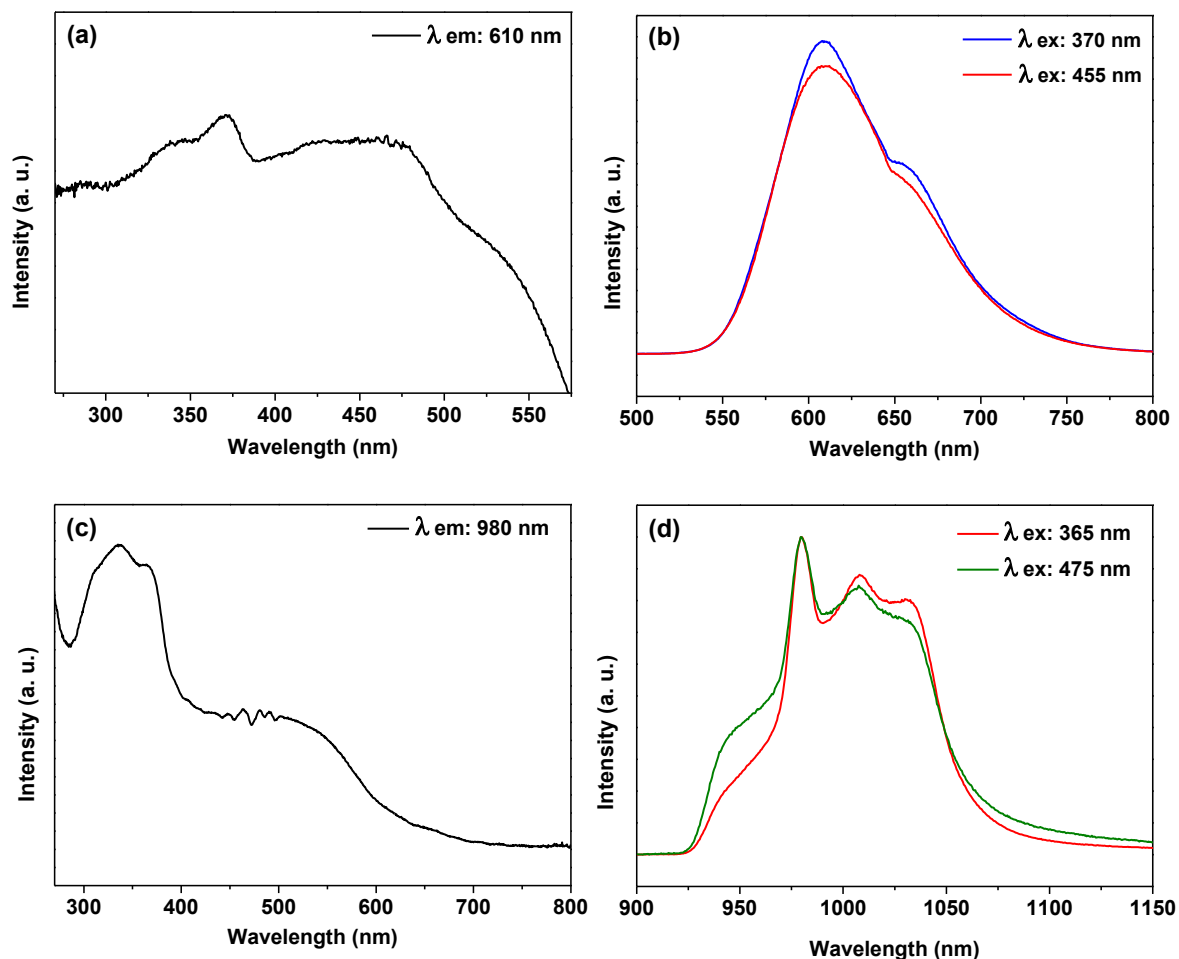 (a)
λ em: 610 nm
Intensity (a. u.)
300 350 400 450 500 550
Wavelength (nm)
(b)
λ ex: 370 nm
λ ex: 455 nm
Intensity (a. u.)
500 550 600 650 700 750 800
Wavelength (nm)
(c)
λ em: 980 nm
Intensity (a. u.)
300 400 500 600 700 800
Wavelength (nm)
(d)
λ ex: 365 nm
λ ex: 475 nm
Intensity (a. u.)
900 950 1000 1050 1100 1150
Wavelength (nm)